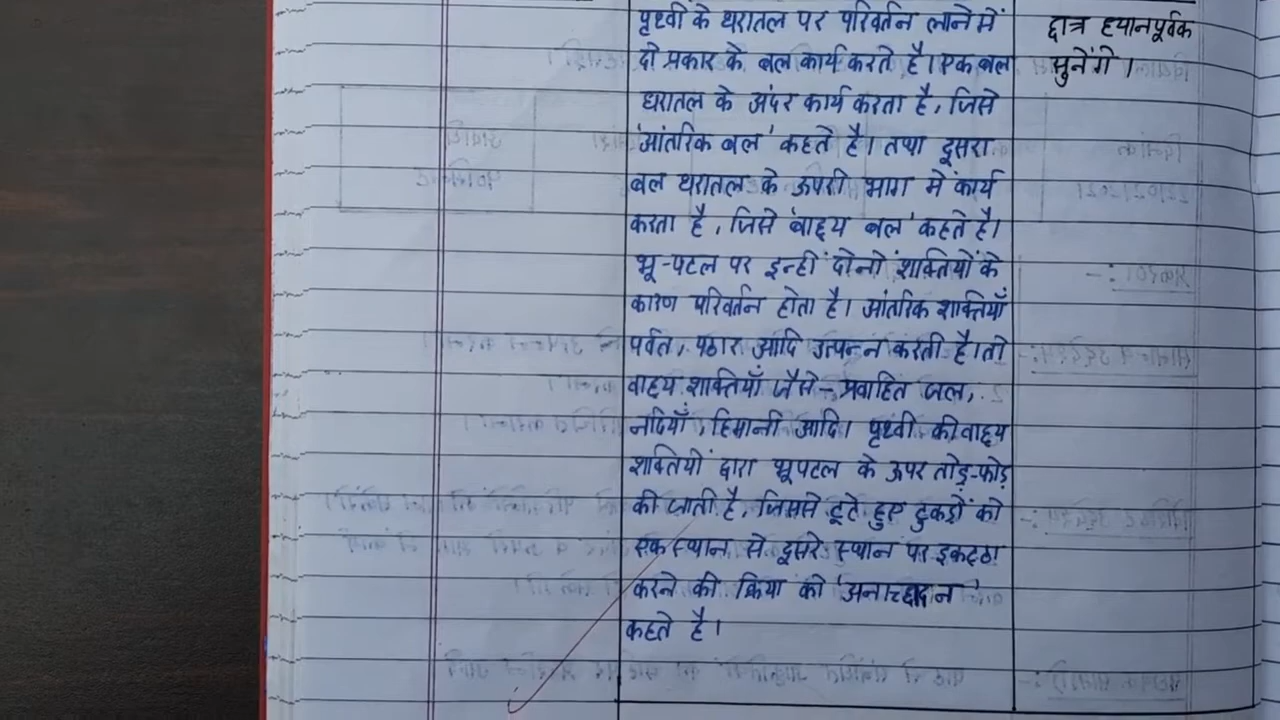 पृथ्वी के धरातल पर परिवर्तन लाने में
दो प्रकार के बल कार्य करते है। एक बल
धरातल के अंदर कार्य करता है, जिसे
'आंतरिक बल' कहते है। तथा दूसरा
बल धरातल के ऊपरी भाग में कार्य
करता है, जिसे 'वाह्य बल' कहते है।
भू-पटल पर इन्हीं दोनों शक्तियों के
कारण परिवर्तन होता है। आंतरिक शक्तियाँ
पर्वत, पठार आदि उत्पन्न करती है। तो
वाह्य शक्तियाँ जैसे - प्रवाहित जल,
नदियाँ, हिमानी आदि। पृथ्वी की वाह्य
शक्तियों द्वारा भूपटल के ऊपर तोड़-फोड़
की जाती है, जिससे टूटे हुए टुकड़ों को
एक स्थान से दूसरे स्थान पर इकट्ठा
करने की क्रिया को 'अनाच्छादन'
कहते है।
छात्र ध्यानपूर्वक
सुनेंगे।